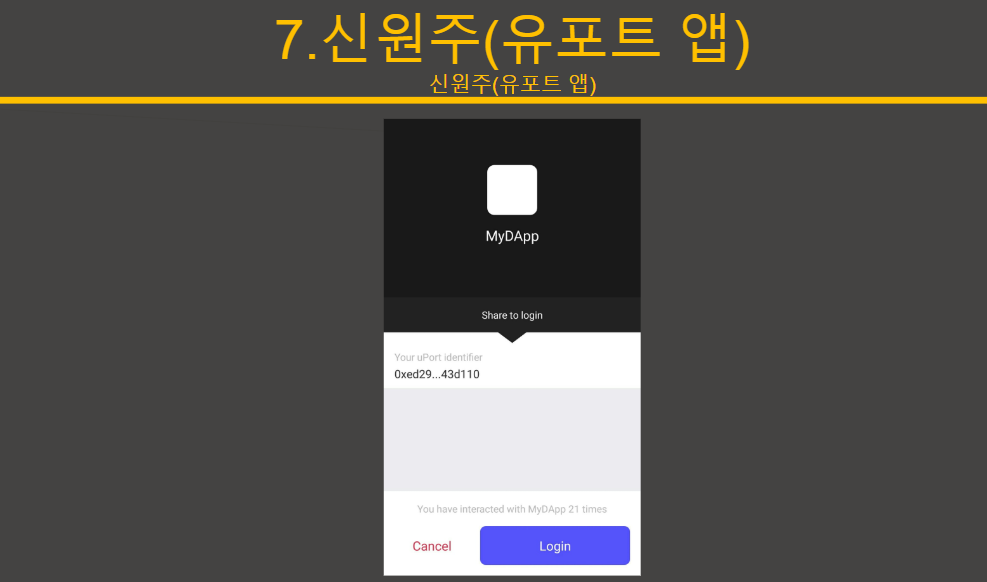 7.신원주(유포트 앱)
신원주(유포트 앱)
MyDApp
Share to login
Your uPort identifier
0xed29...43d110
You have interacted with MyDApp 21 times
Cancel Login